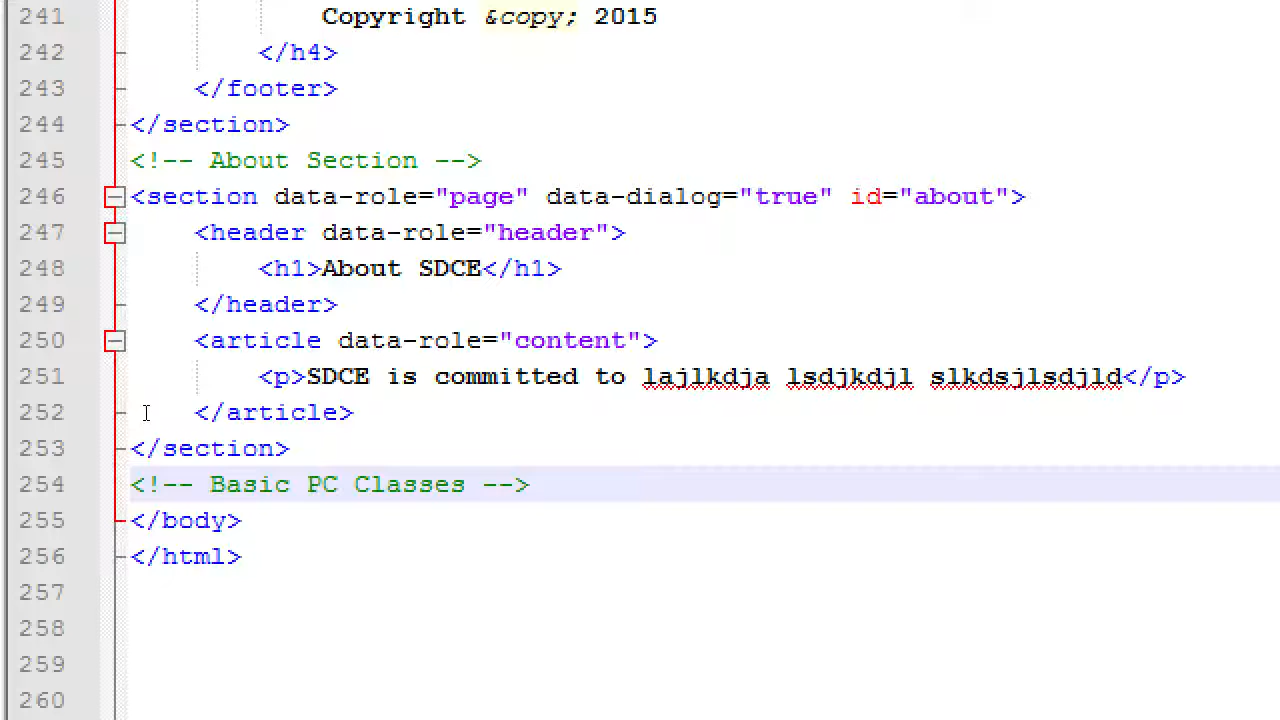 241 Copyright &copy; 2015
242 </h4>
243 </footer>
244 </section>
245 <!-- About Section -->
246 <section data-role="page" data-dialog="true" id="about">
247 <header data-role="header">
248 <h1>About SDCE</h1>
249 </header>
250 <article data-role="content">
251 <p>SDCE is committed to lajlkdja lsdjkdjl slkdsjlsdjld</p>
252 </article>
253 </section>
254 <!-- Basic PC Classes -->
255 </body>
256 </html>
257
258
259
260